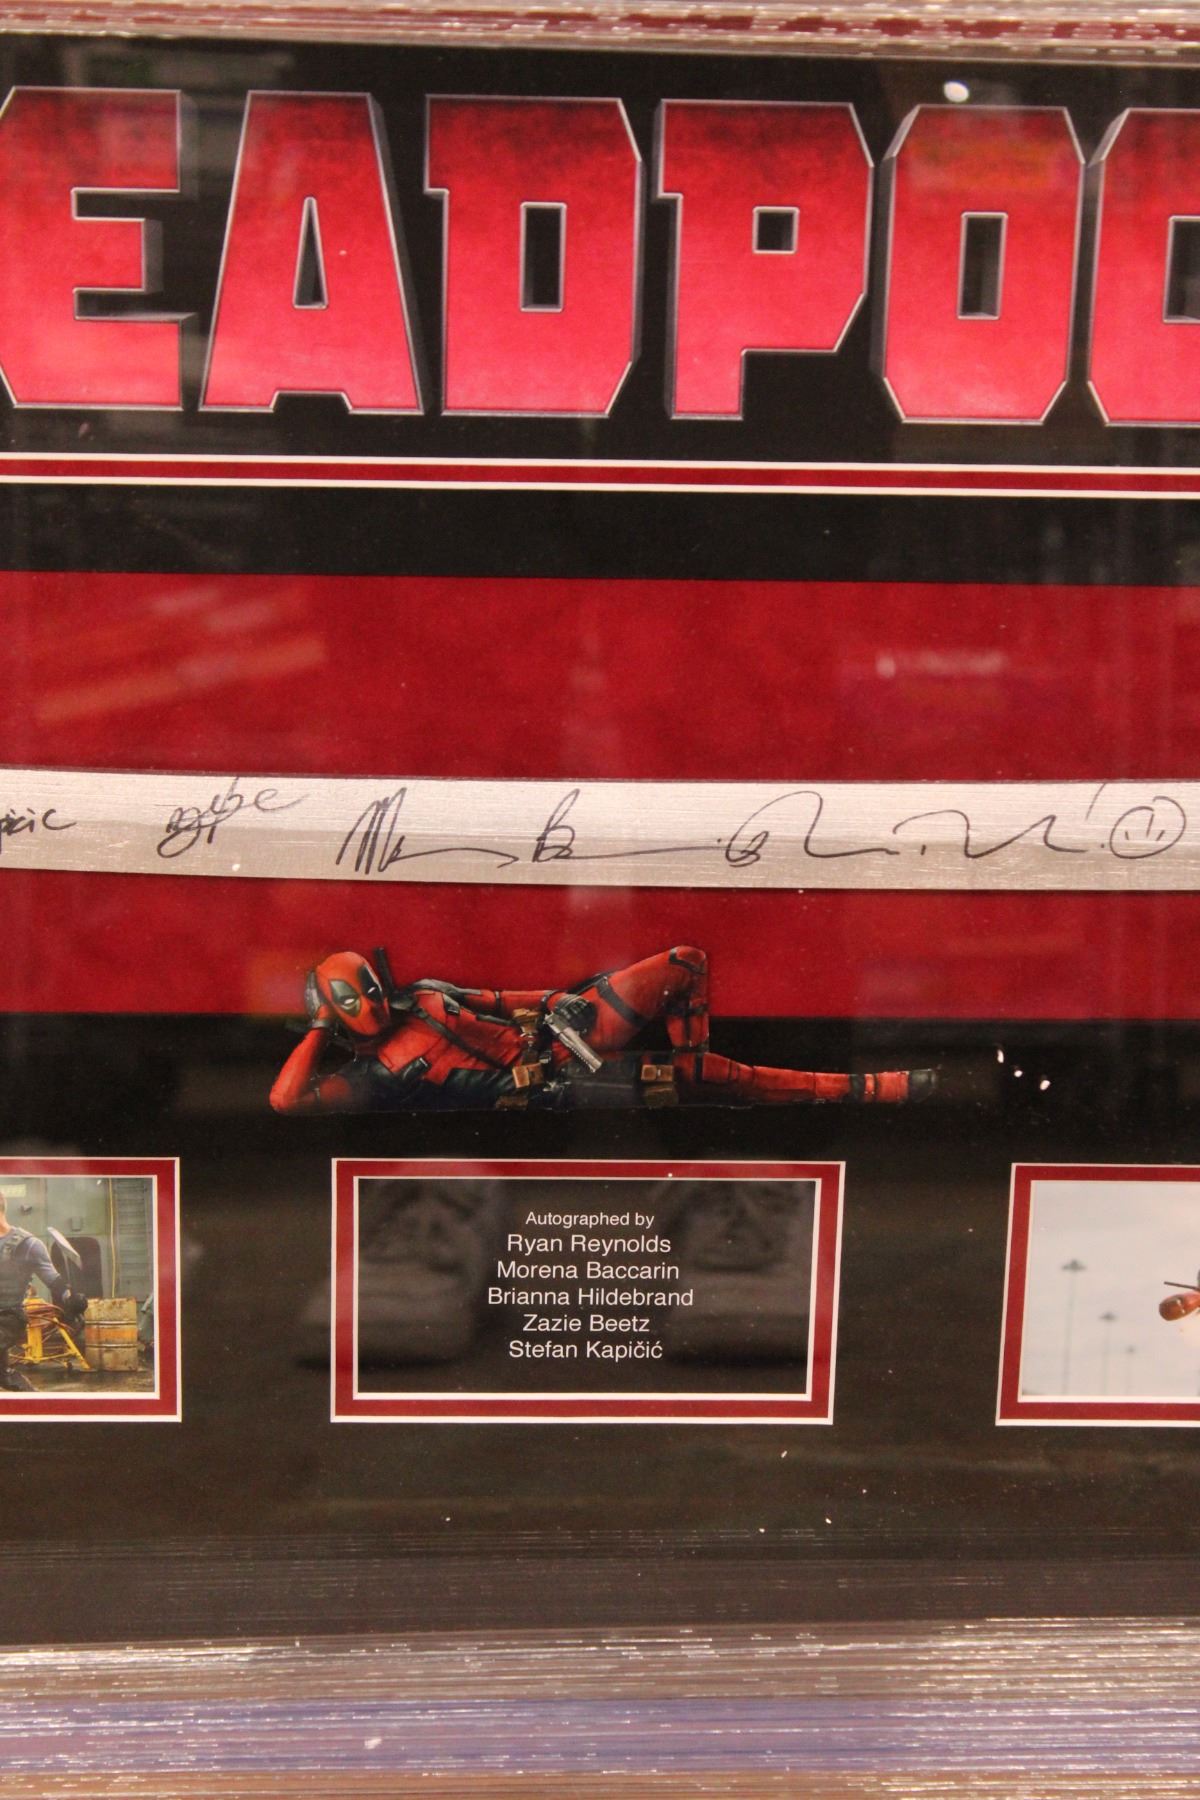 EADPOO
Autographed by
Ryan Reynolds
Morena Baccarin
Brianna Hildebrand
Zazie Beetz
Stefan Kapičić